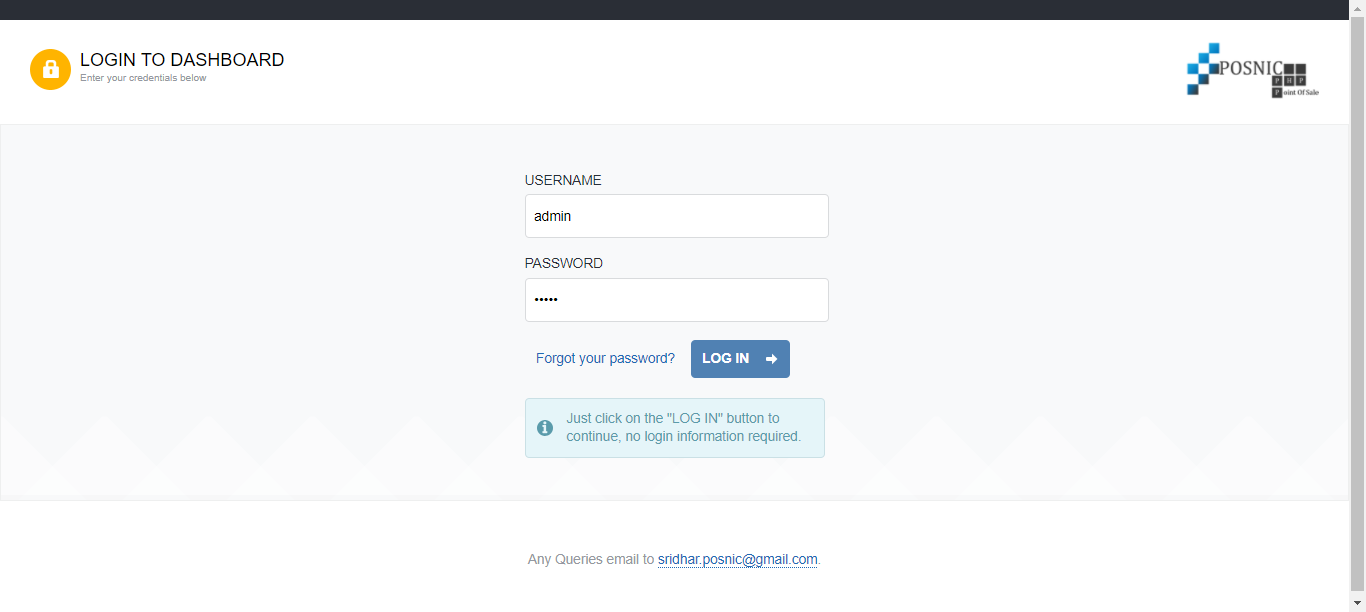 LOGIN TO DASHBOARD
Enter your credentials below
POSNIC
PHP
Point Of Sale
USERNAME
admin
PASSWORD
•••••
Forgot your password?
LOG IN
Just click on the "LOG IN" button to
continue, no login information required.
Any Queries email to sridhar.posnic@gmail.com.